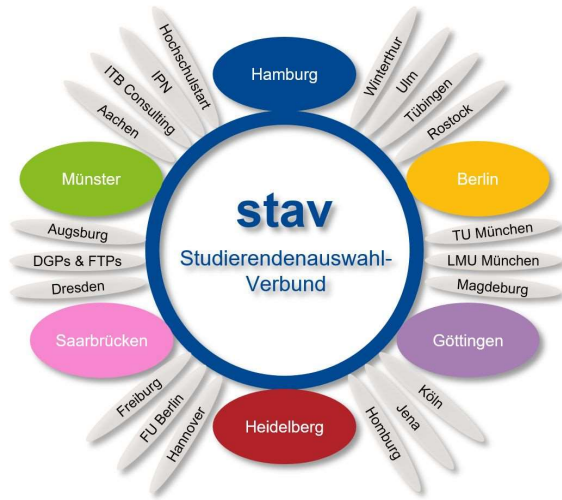 Hamburg
Winterthur
Ulm
Tübingen
Rostock
Berlin
TU München
LMU München
Magdeburg
Göttingen
Köln
Jena
Homburg
Heidelberg
Hannover
FU Berlin
Freiburg
Saarbrücken
Dresden
DGPs & FTPs
Augsburg
Münster
Aachen
ITB Consulting
IPN
Hochschulstart
stav
Studierendenauswahl-
Verbund